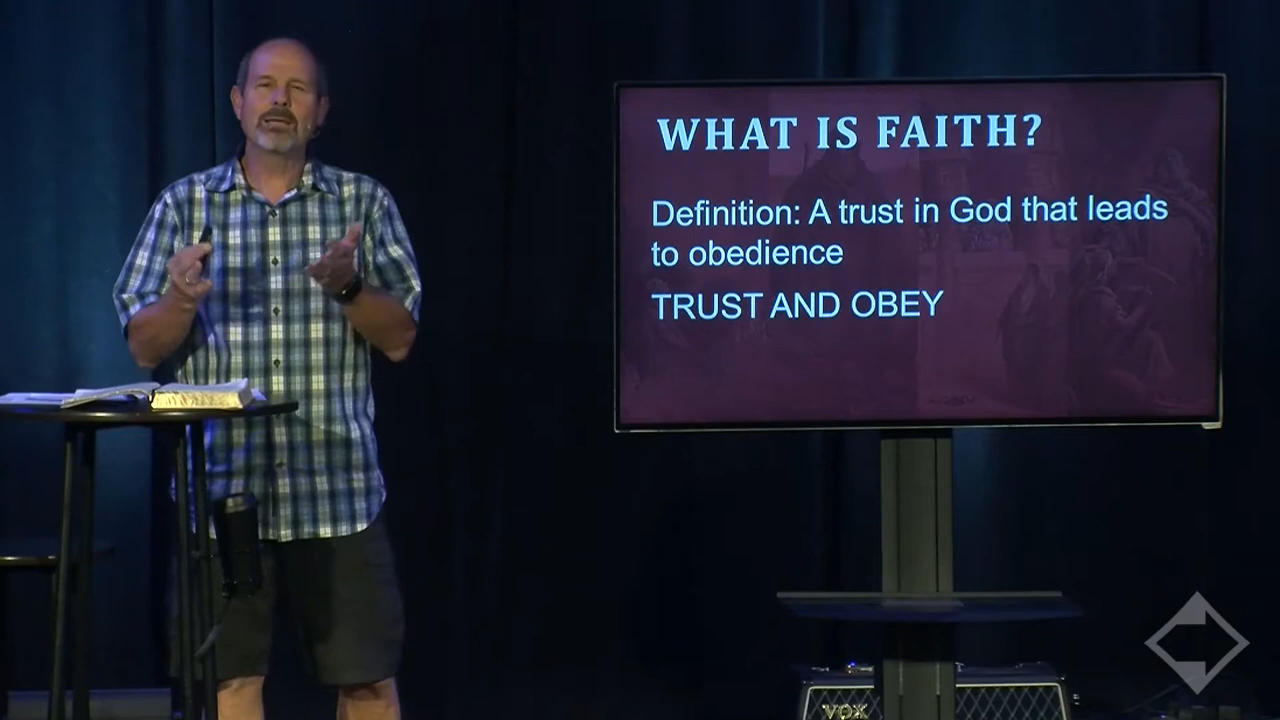 WHAT IS FAITH?
Definition: A trust in God that leads
to obedience
TRUST AND OBEY
VOX